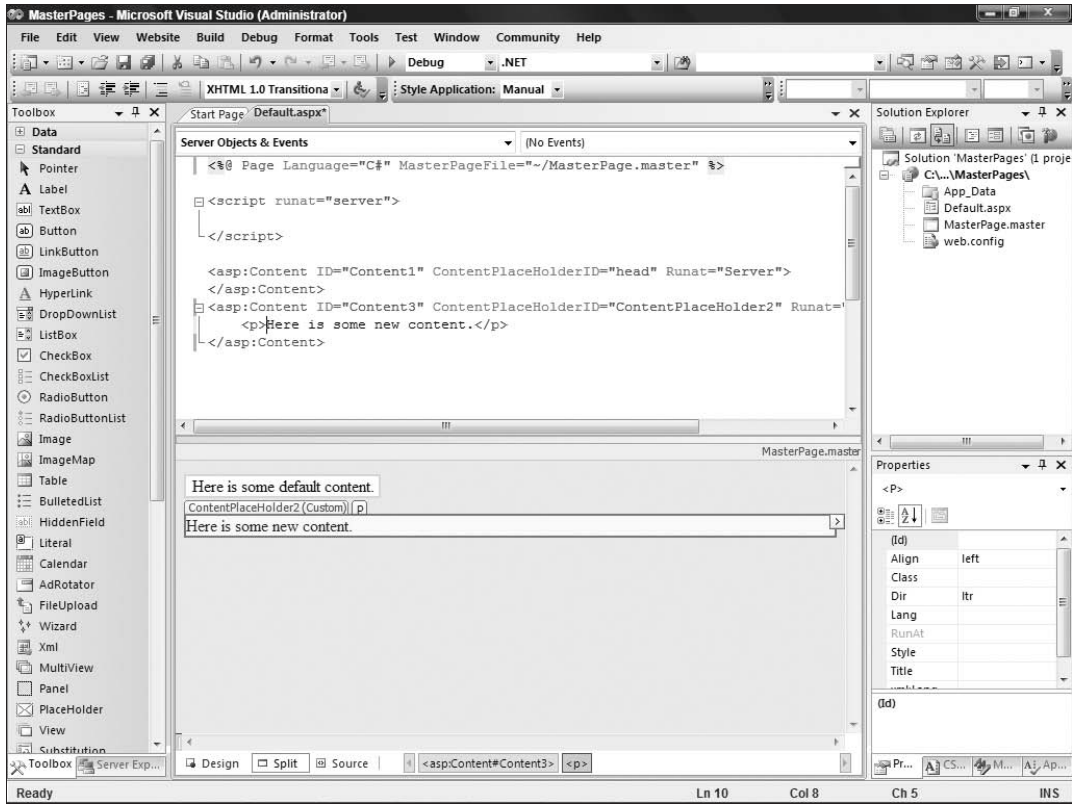 MasterPages - Microsoft Visual Studio (Administrator)
File Edit View Website Build Debug Format Tools Test Window Community Help
Debug .NET
XHTML 1.0 Transitiona Style Application: Manual
Toolbox
Data
Standard
Pointer
Label
TextBox
Button
LinkButton
ImageButton
HyperLink
DropDownList
ListBox
CheckBox
CheckBoxList
RadioButton
RadioButtonList
Image
ImageMap
Table
BulletedList
HiddenField
Literal
Calendar
AdRotator
FileUpload
Wizard
Xml
MultiView
Panel
PlaceHolder
View
Substitution
Toolbox Server Exp...
Start Page Default.aspx*
Server Objects & Events (No Events)
<%@ Page Language="C#" MasterPageFile="~/MasterPage.master" %>
<script runat="server">
</script>
<asp:Content ID="Content1" ContentPlaceHolderID="head" Runat="Server">
</asp:Content>
<asp:Content ID="Content3" ContentPlaceHolderID="ContentPlaceHolder2" Runat="
<p>Here is some new content.</p>
</asp:Content>
MasterPage.master
Here is some default content.
ContentPlaceHolder2 (Custom) p
Here is some new content.
Design Split Source <asp:Content#Content3> <p>
Solution Explorer
Solution 'MasterPages' (1 proje
C:\...\MasterPages\
App_Data
Default.aspx
MasterPage.master
web.config
Properties
<P>
(Id)
Align left
Class
Dir ltr
Lang
RunAt
Style
Title
(Id)
Pr... CS... M... Ap...
Ready Ln 10 Col 8 Ch 5 INS